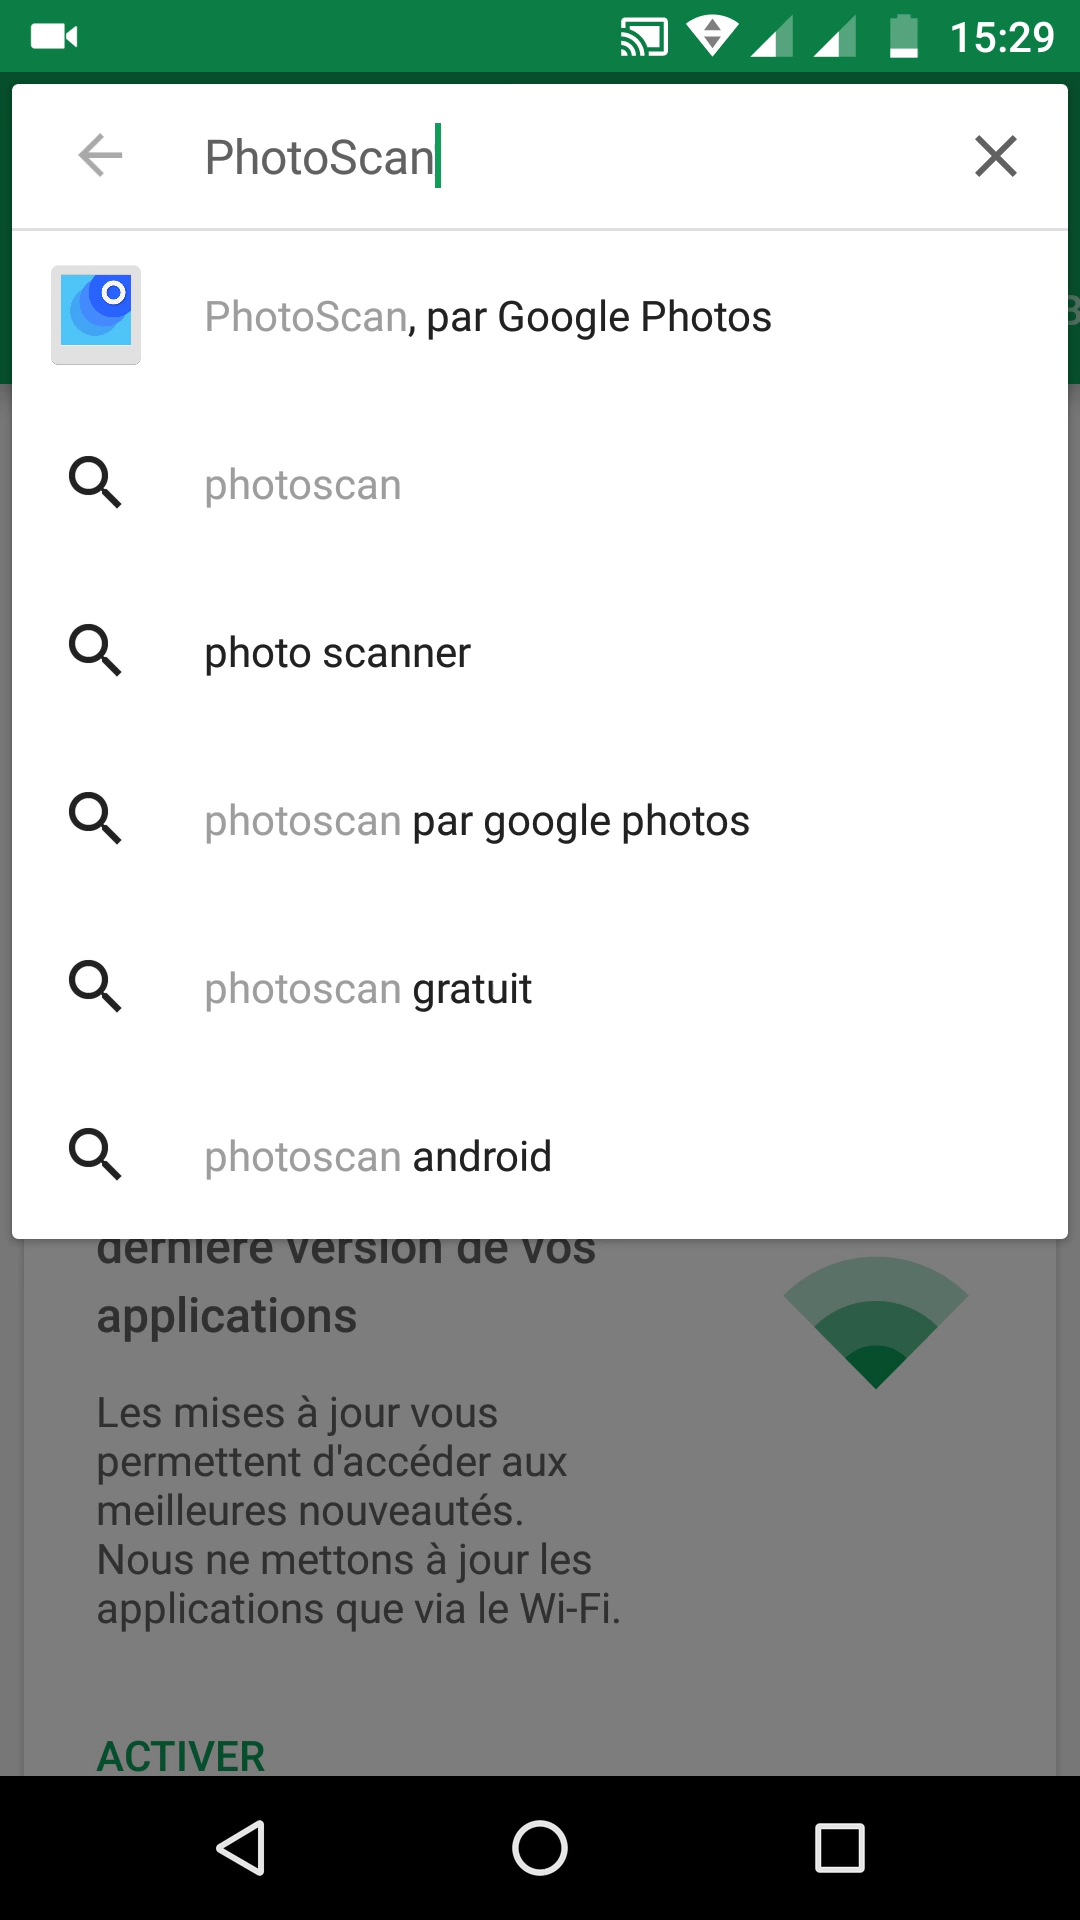 15:29
PhotoScan
PhotoScan, par Google Photos
photoscan
photo scanner
photoscan par google photos
photoscan gratuit
photoscan android
dernière version de vos
applications
Les mises à jour vous
permettent d'accéder aux
meilleures nouveautés.
Nous ne mettons à jour les
applications que via le Wi-Fi.
ACTIVER